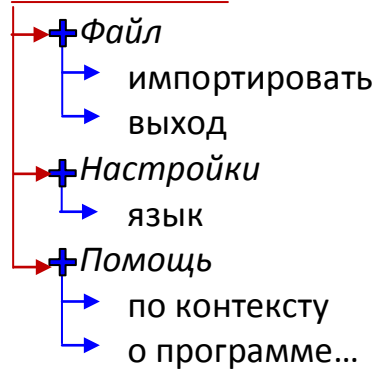 Файл
импортировать
выход
Настройки
язык
Помощь
по контексту
о программе...